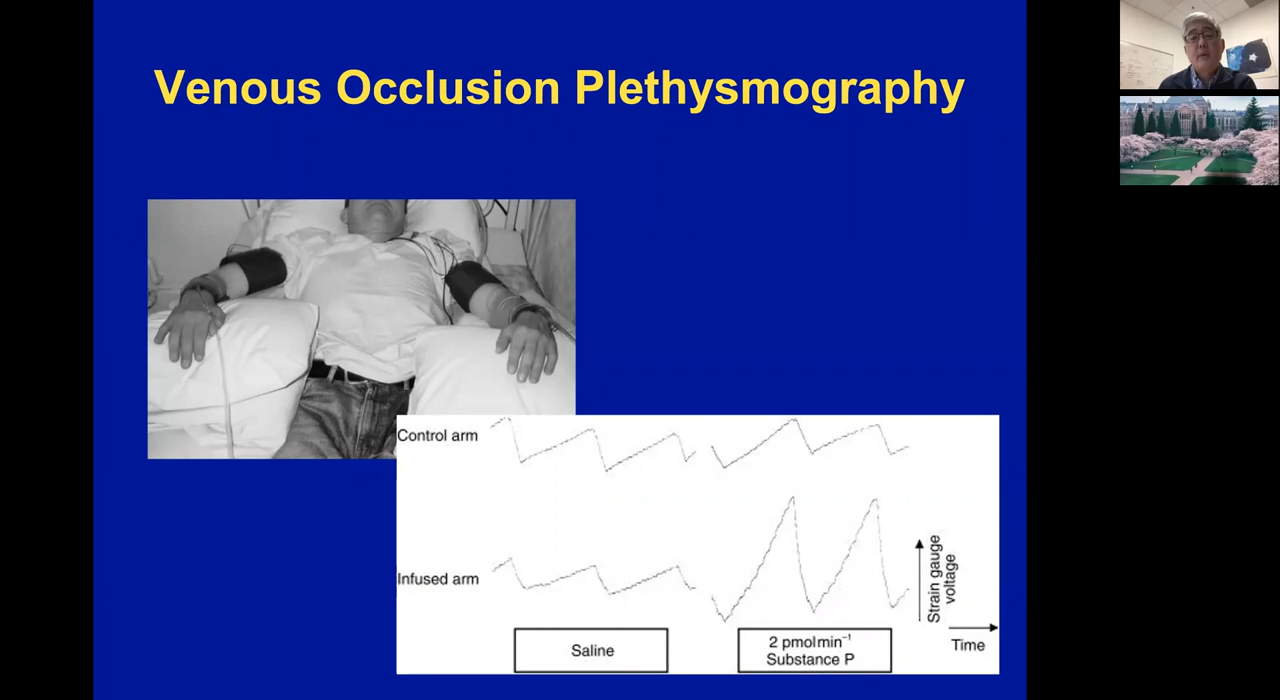 Venous Occlusion Plethysmography
Control arm
Infused arm
Strain gauge
voltage
Saline
2 pmolmin⁻¹
Substance P
Time